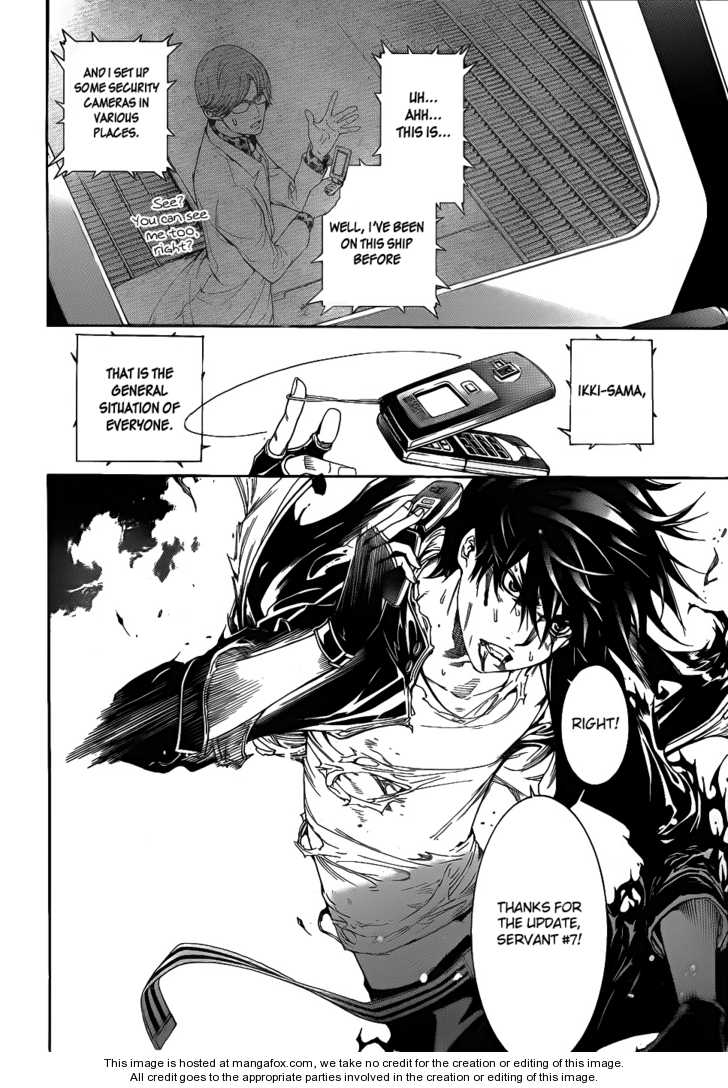 UH...
AHH...
THIS IS...
WELL, I'VE BEEN
ON THIS SHIP
BEFORE
AND I SET UP
SOME SECURITY
CAMERAS IN
VARIOUS
PLACES.
See?
You can see
me too,
right?
IKKI-SAMA,
THAT IS THE
GENERAL
SITUATION OF
EVERYONE.
RIGHT!
THANKS FOR
THE UPDATE,
SERVANT #7!
This image is hosted at mangafox.com, we take no credit for the creation or editing of this image.
All credit goes to the appropriate parties involved in creation or editing of this image.